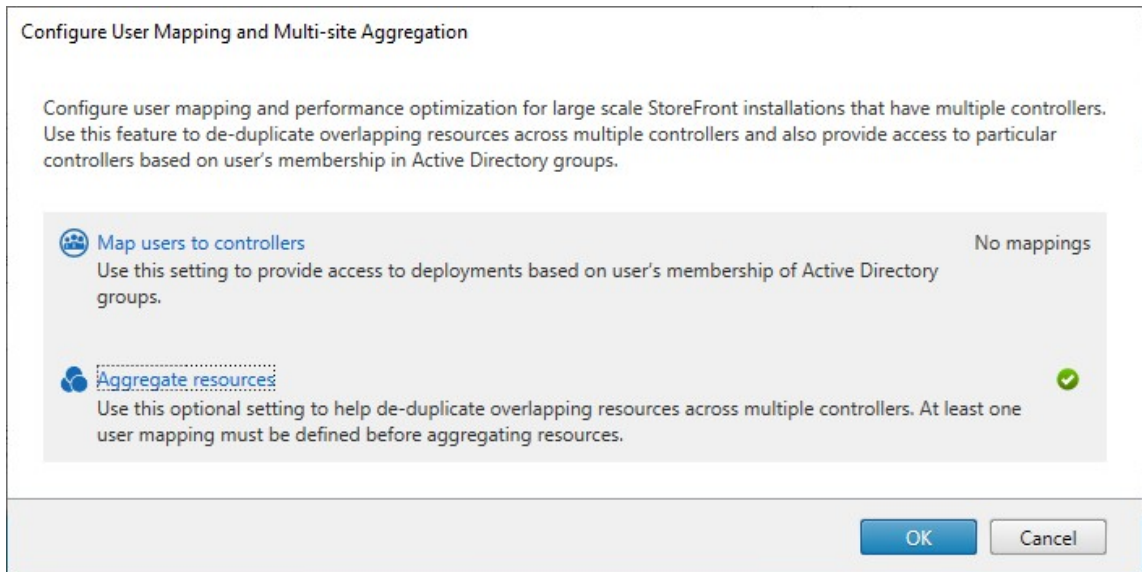 Configure User Mapping and Multi-site Aggregation
Configure user mapping and performance optimization for large scale StoreFront installations that have multiple controllers.
Use this feature to de-duplicate overlapping resources across multiple controllers and also provide access to particular
controllers based on user's membership in Active Directory groups.
Map users to controllers
No mappings
Use this setting to provide access to deployments based on user's membership of Active Directory
groups.
Aggregate resources
Use this optional setting to help de-duplicate overlapping resources across multiple controllers. At least one
user mapping must be defined before aggregating resources.
OK
Cancel